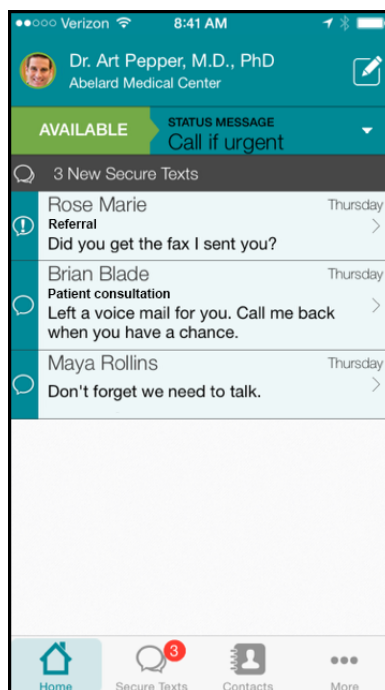 Verizon 8:41 AM
Dr. Art Pepper, M.D., PhD
Abelard Medical Center
AVAILABLE
STATUS MESSAGE
Call if urgent
3 New Secure Texts
Rose Marie Thursday
Referral
Did you get the fax I sent you?
Brian Blade Thursday
Patient consultation
Left a voice mail for you. Call me back
when you have a chance.
Maya Rollins Thursday
Don't forget we need to talk.
3
Home Secure Texts Contacts More